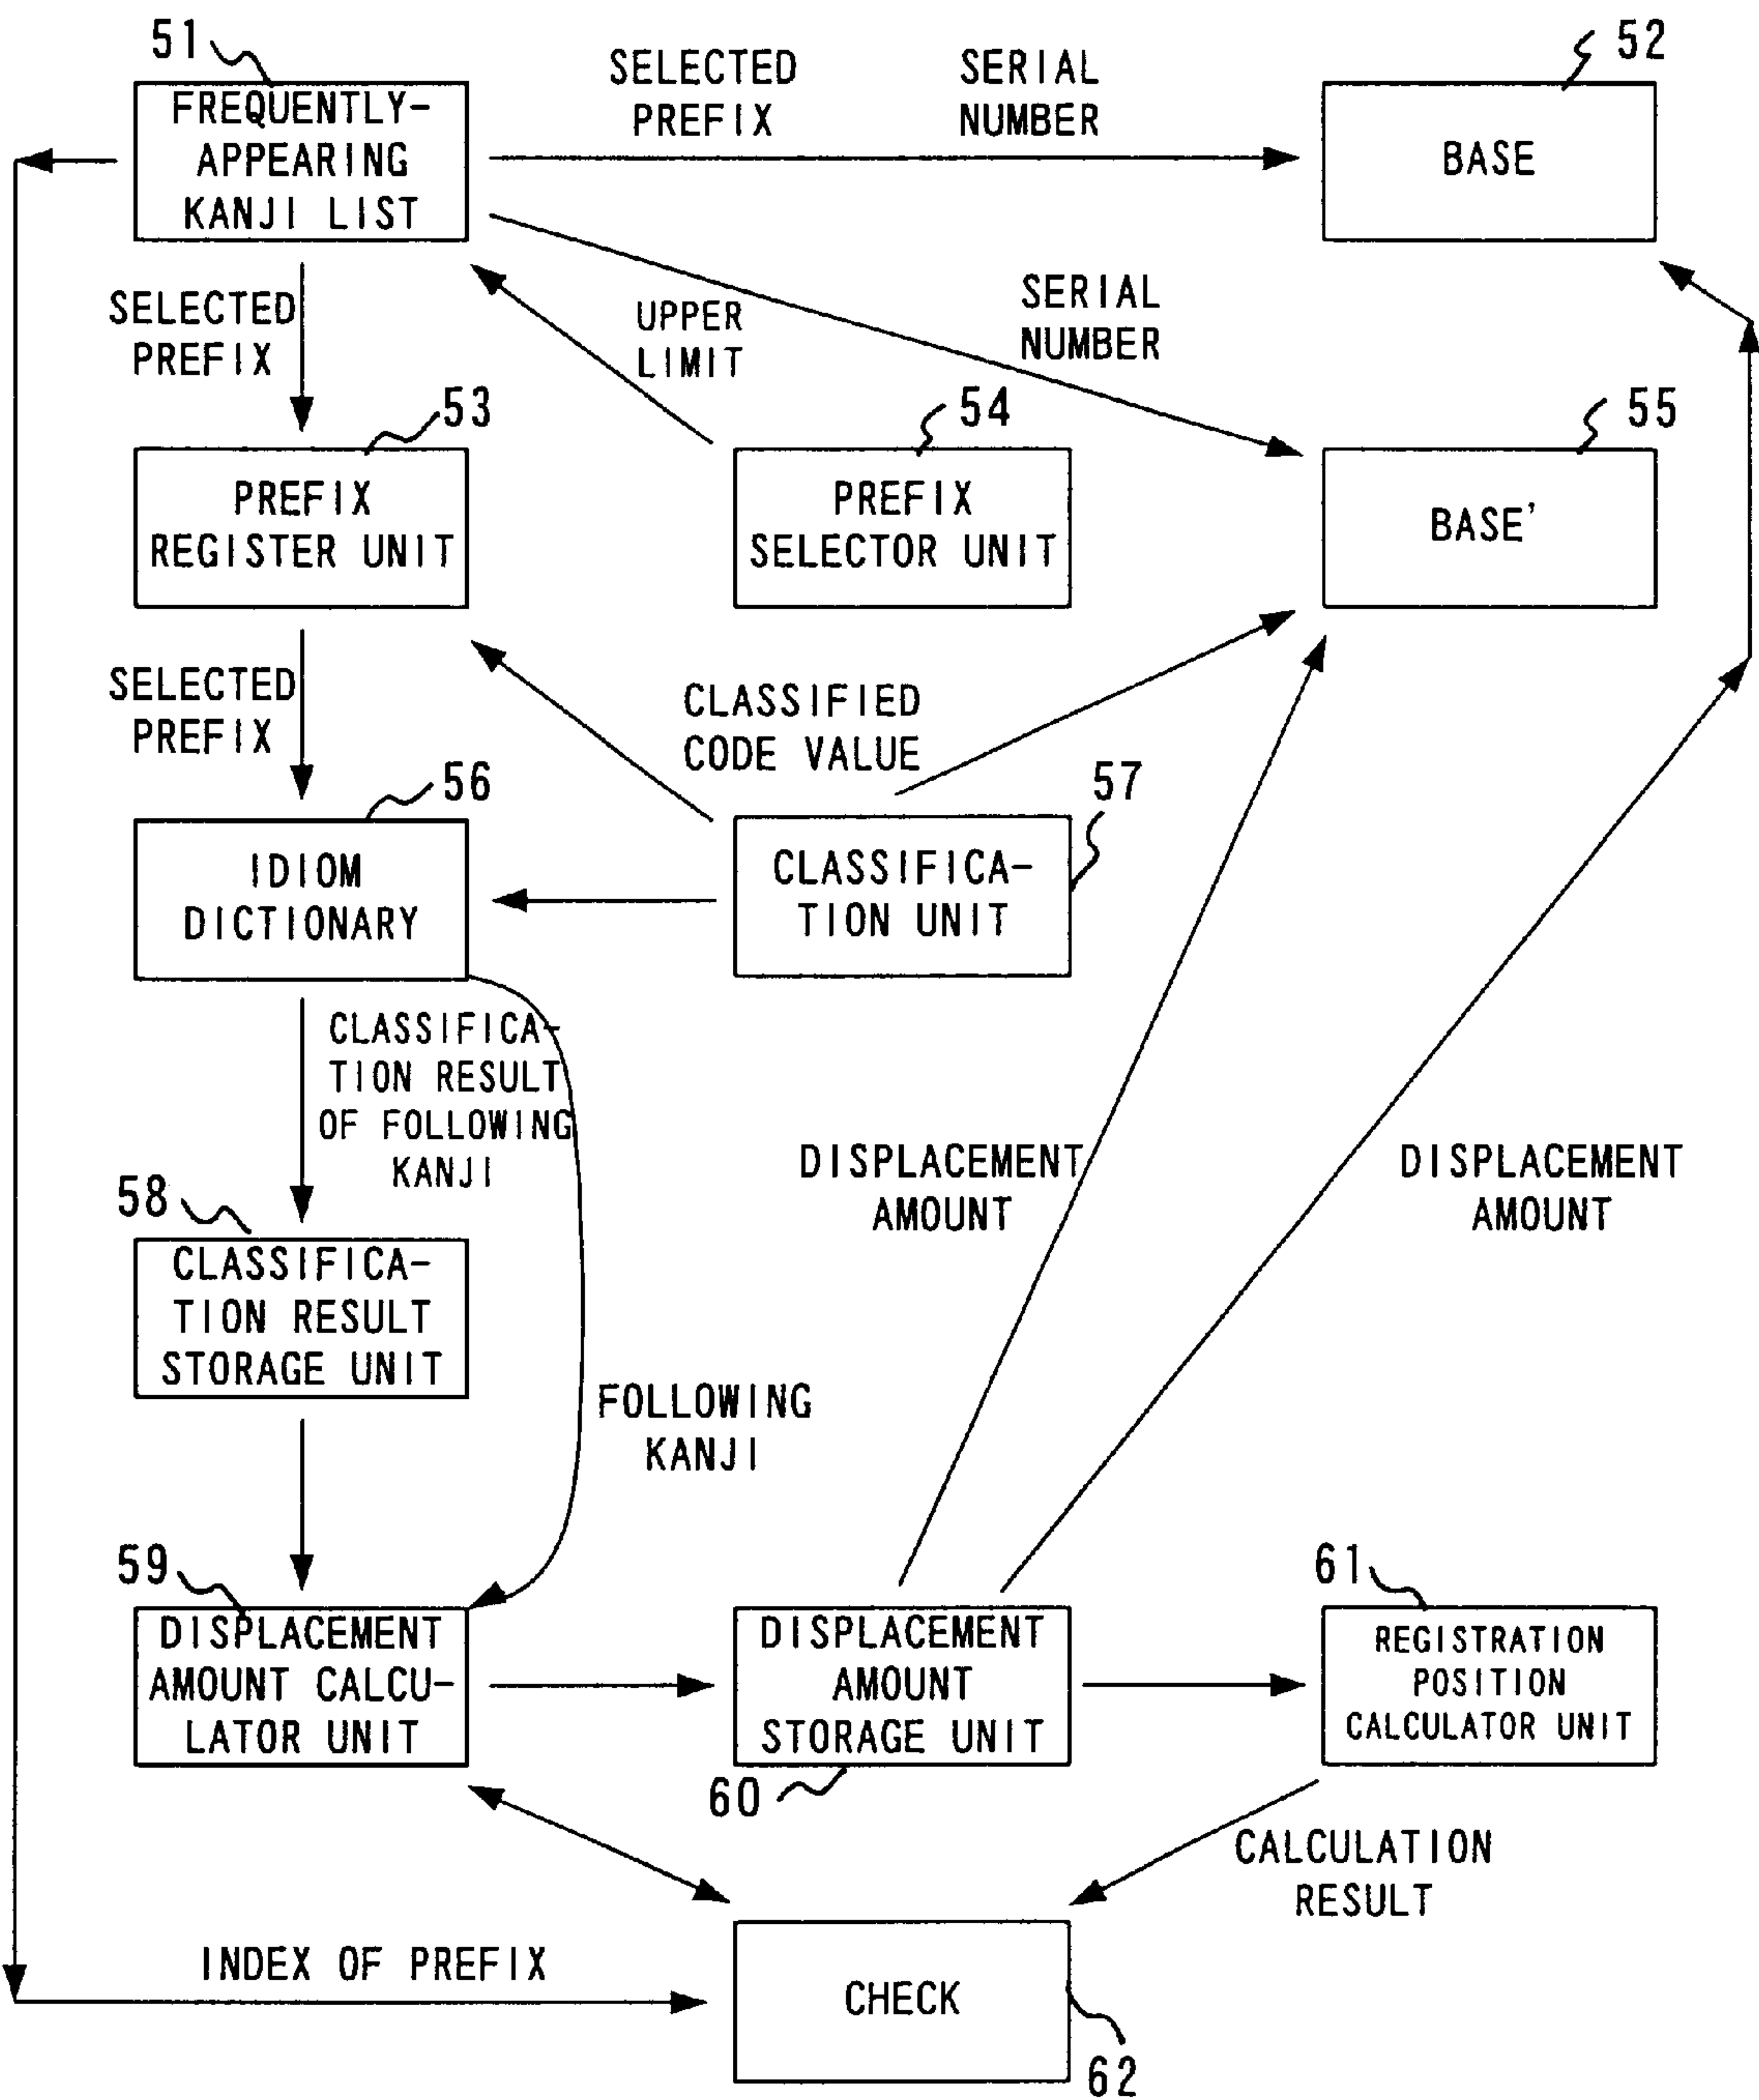 51
SELECTED
PREFIX
SERIAL
NUMBER
52
FREQUENTLY-
APPEARING
KANJI LIST
BASE
SELECTED
PREFIX
UPPER
LIMIT
SERIAL
NUMBER
53
54
55
PREFIX
REGISTER UNIT
PREFIX
SELECTOR UNIT
BASE'
SELECTED
PREFIX
CLASSIFIED
CODE VALUE
56
57
IDIOM
DICTIONARY
CLASSIFICA-
TION UNIT
CLASSIFICA-
TION RESULT
OF FOLLOWING
KANJI
DISPLACEMENT
AMOUNT
DISPLACEMENT
AMOUNT
58
CLASSIFICA-
TION RESULT
STORAGE UNIT
FOLLOWING
KANJI
59
61
DISPLACEMENT
AMOUNT CALCU-
LATOR UNIT
DISPLACEMENT
AMOUNT
STORAGE UNIT
REGISTRATION
POSITION
CALCULATOR UNIT
60
CALCULATION
RESULT
INDEX OF PREFIX
CHECK
62